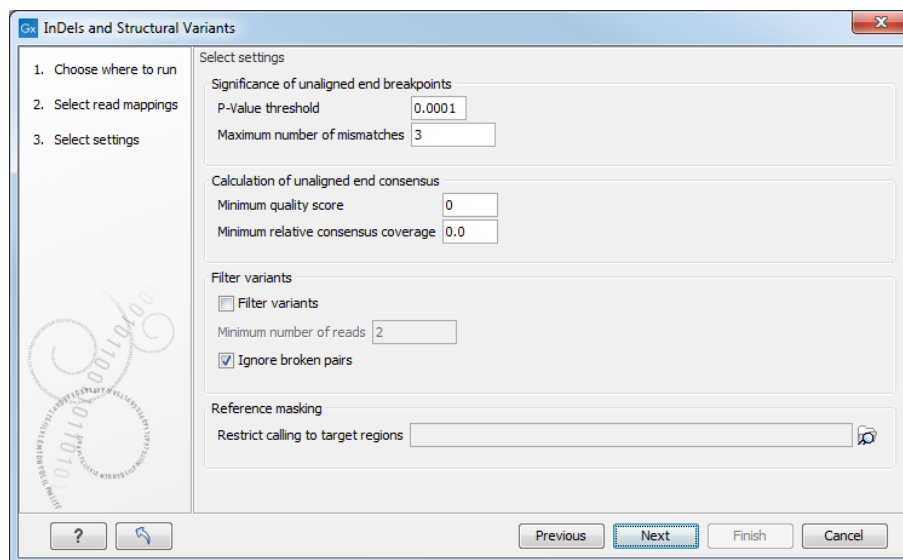 Gx InDels and Structural Variants
X
1. Choose where to run
2. Select read mappings
3. Select settings
Select settings
Significance of unaligned end breakpoints
P-Value threshold 0.0001
Maximum number of mismatches 3
Calculation of unaligned end consensus
Minimum quality score 0
Minimum relative consensus coverage 0.0
Filter variants
Filter variants
Minimum number of reads 2
Ignore broken pairs
Reference masking
Restrict calling to target regions
? Previous Next Finish Cancel